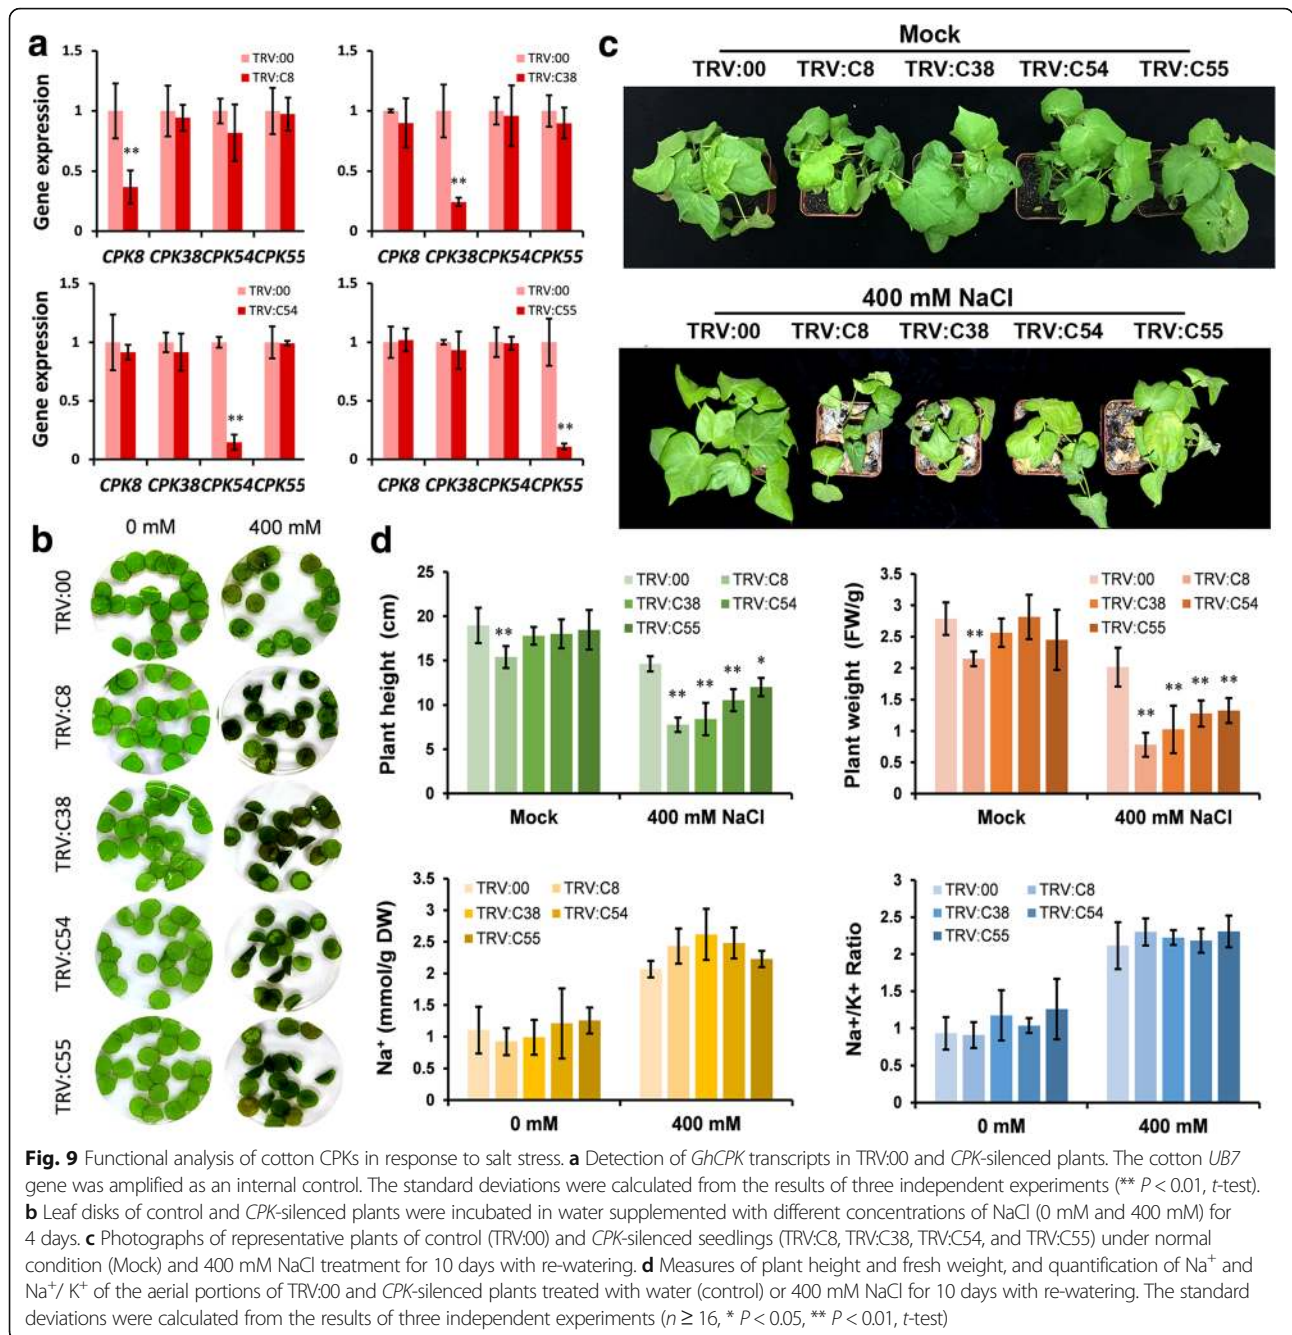 a
1.5
1
0.5
0
Gene expression
TRV:00
TRV:C8
**
CPK8 CPK38 CPK54 CPK55
1.5
1
0.5
0
TRV:00
TRV:C38
**
CPK8 CPK38 CPK54 CPK55
1.5
1
0.5
0
Gene expression
TRV:00
TRV:C54
**
CPK8 CPK38 CPK54 CPK55
1.5
1
0.5
0
TRV:00
TRV:C55
**
CPK8 CPK38 CPK54 CPK55
c
Mock
TRV:00 TRV:C8 TRV:C38 TRV:C54 TRV:C55
400 mM NaCl
TRV:00 TRV:C8 TRV:C38 TRV:C54 TRV:C55
b
0 mM 400 mM
TRV:00
TRV:C8
TRV:C38
TRV:C54
TRV:C55
d
25
20
15
10
5
0
Plant height (cm)
TRV:00 TRV:C8
TRV:C38 TRV:C54
TRV:C55
** ** ** ** *
Mock 400 mM NaCl
3.5
3
2.5
2
1.5
1
0.5
0
Plant weight (FW/g)
TRV:00 TRV:C8
TRV:C38 TRV:C54
TRV:C55
** ** ** ** **
Mock 400 mM NaCl
3.5
3
2.5
2
1.5
1
0.5
0
Na⁺ (mmol/g DW)
TRV:00 TRV:C8
TRV:C38 TRV:C54
TRV:C55
0 mM 400 mM
3
2.5
2
1.5
1
0.5
0
Na+/K+ Ratio
TRV:00 TRV:C8
TRV:C38 TRV:C54
TRV:C55
0 mM 400 mM
Fig. 9 Functional analysis of cotton CPKs in response to salt stress. a Detection of GhCPK transcripts in TRV:00 and CPK-silenced plants. The cotton UB7
gene was amplified as an internal control. The standard deviations were calculated from the results of three independent experiments (** P < 0.01, t-test).
b Leaf disks of control and CPK-silenced plants were incubated in water supplemented with different concentrations of NaCl (0 mM and 400 mM) for
4 days. c Photographs of representative plants of control (TRV:00) and CPK-silenced seedlings (TRV:C8, TRV:C38, TRV:C54, and TRV:C55) under normal
condition (Mock) and 400 mM NaCl treatment for 10 days with re-watering. d Measures of plant height and fresh weight, and quantification of Na⁺ and
Na⁺/ K⁺ of the aerial portions of TRV:00 and CPK-silenced plants treated with water (control) or 400 mM NaCl for 10 days with re-watering. The standard
deviations were calculated from the results of three independent experiments (n ≥ 16, * P < 0.05, ** P < 0.01, t-test)